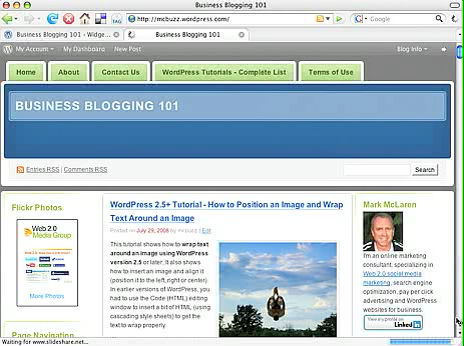 Business Blogging 101
http://mcbuzz.wordpress.com/
Google
TAG
Business Blogging 101 › Widge...
Business Blogging 101
My Account
My Dashboard
New Post
Blog Info
Home
About
Contact Us
WordPress Tutorials - Complete List
Terms of Use
BUSINESS BLOGGING 101
Entries RSS | Comments RSS
Search
Flickr Photos
Web 2.0
Media Group
More Photos
Page Navigation
WordPress 2.5+ Tutorial - How to Position an Image and Wrap
Text Around an Image
Posted on July 29, 2008 by mcbuzz | Edit
This tutorial shows how to wrap
text around an image using WordPress
version 2.5 or later. It also shows
how to insert an image and align it
(position it to the left, right or center).
In earlier versions of Wordpress, you
had to use the Code (HTML) editing
window to insert a bit of HTML (using
cascading style sheets) to get the
text to wrap properly.
Mark McLaren
I'm an online marketing
consultant, specializing in
Web 2.0 social media
marketing, search engine
optimization, pay per click
advertising and WordPress
websites for business.
View my profile on
LinkedIn
Waiting for www.slideshare.net...